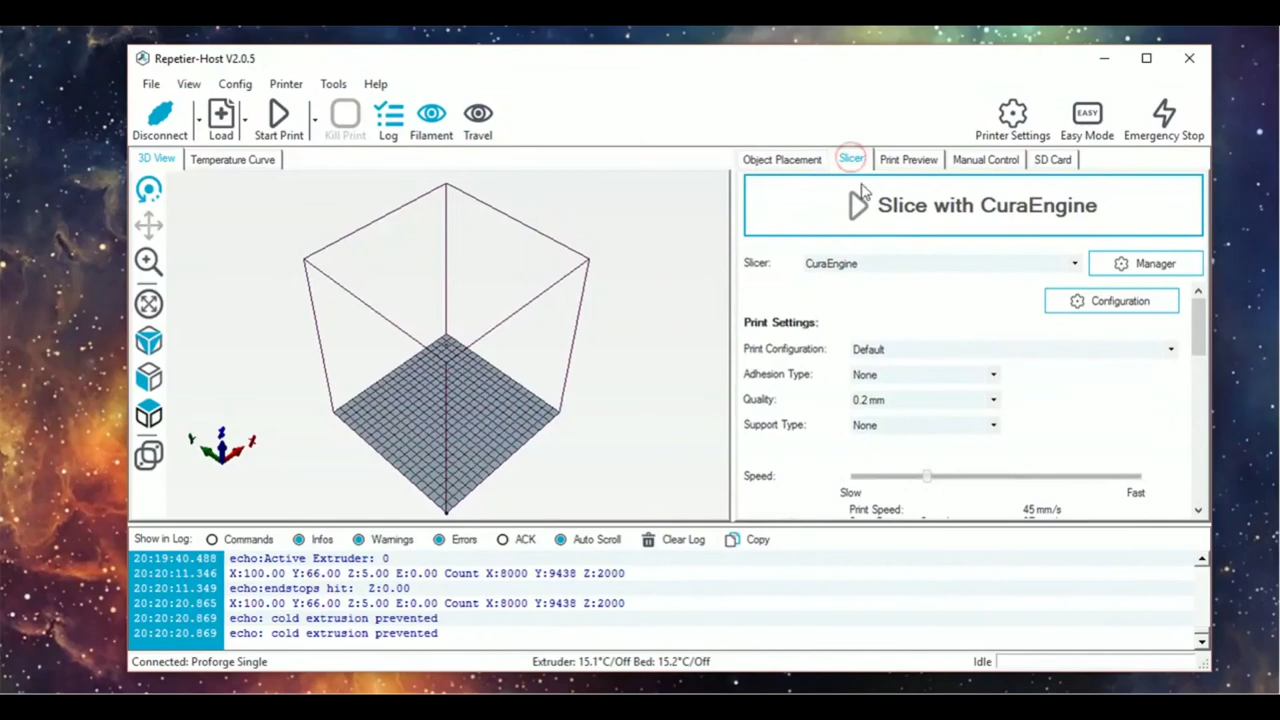 Repetier-Host V2.0.5
File View Config Printer Tools Help
Disconnect Load Start Print Kill Print Log Filament Travel EASY Printer Settings Easy Mode Emergency Stop
3D View Temperature Curve Object Placement Slicer Print Preview Manual Control SD Card
Slice with CuraEngine
Slicer: CuraEngine Manager
Configuration
Print Settings:
Print Configuration: Default
Adhesion Type: None
Quality: 0.2 mm
Support Type: None
Speed:
Slow Fast
Print Speed: 45 mm/s
Show in Log: Commands Infos Warnings Errors ACK Auto Scroll Clear Log Copy
20:19:40.488 echo:Active Extruder: 0
20:20:11.346 X:100.00 Y:66.00 Z:5.00 E:0.00 Count X:8000 Y:9438 Z:2000
20:20:11.349 echo:endstops hit: Z:0.00
20:20:20.865 X:100.00 Y:66.00 Z:5.00 E:0.00 Count X:8000 Y:9438 Z:2000
20:20:20.869 echo: cold extrusion prevented
20:20:20.869 echo: cold extrusion prevented
Connected: Proforge Single Extruder: 15.1°C/Off Bed: 15.2°C/Off Idle